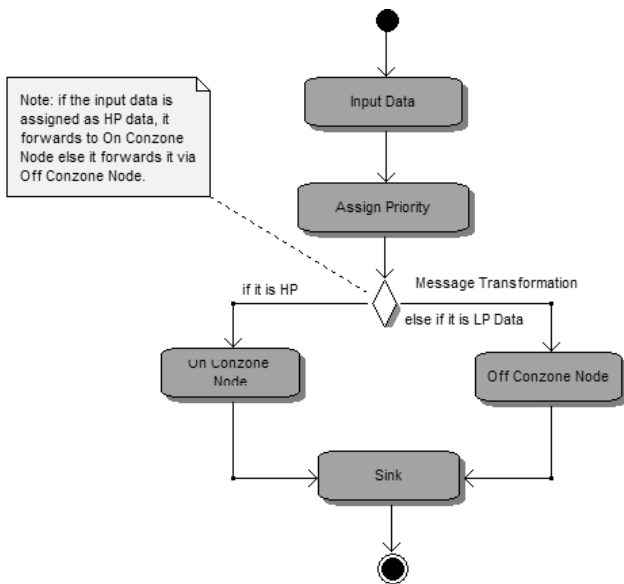 Input Data
Note: if the input data is
assigned as HP data, it
forwards to On Conzone
Node else it forwards it via
Off Conzone Node.
Assign Priority
if it is HP
Message Transformation
else if it is LP Data
On Conzone
Node
Off Conzone Node
Sink